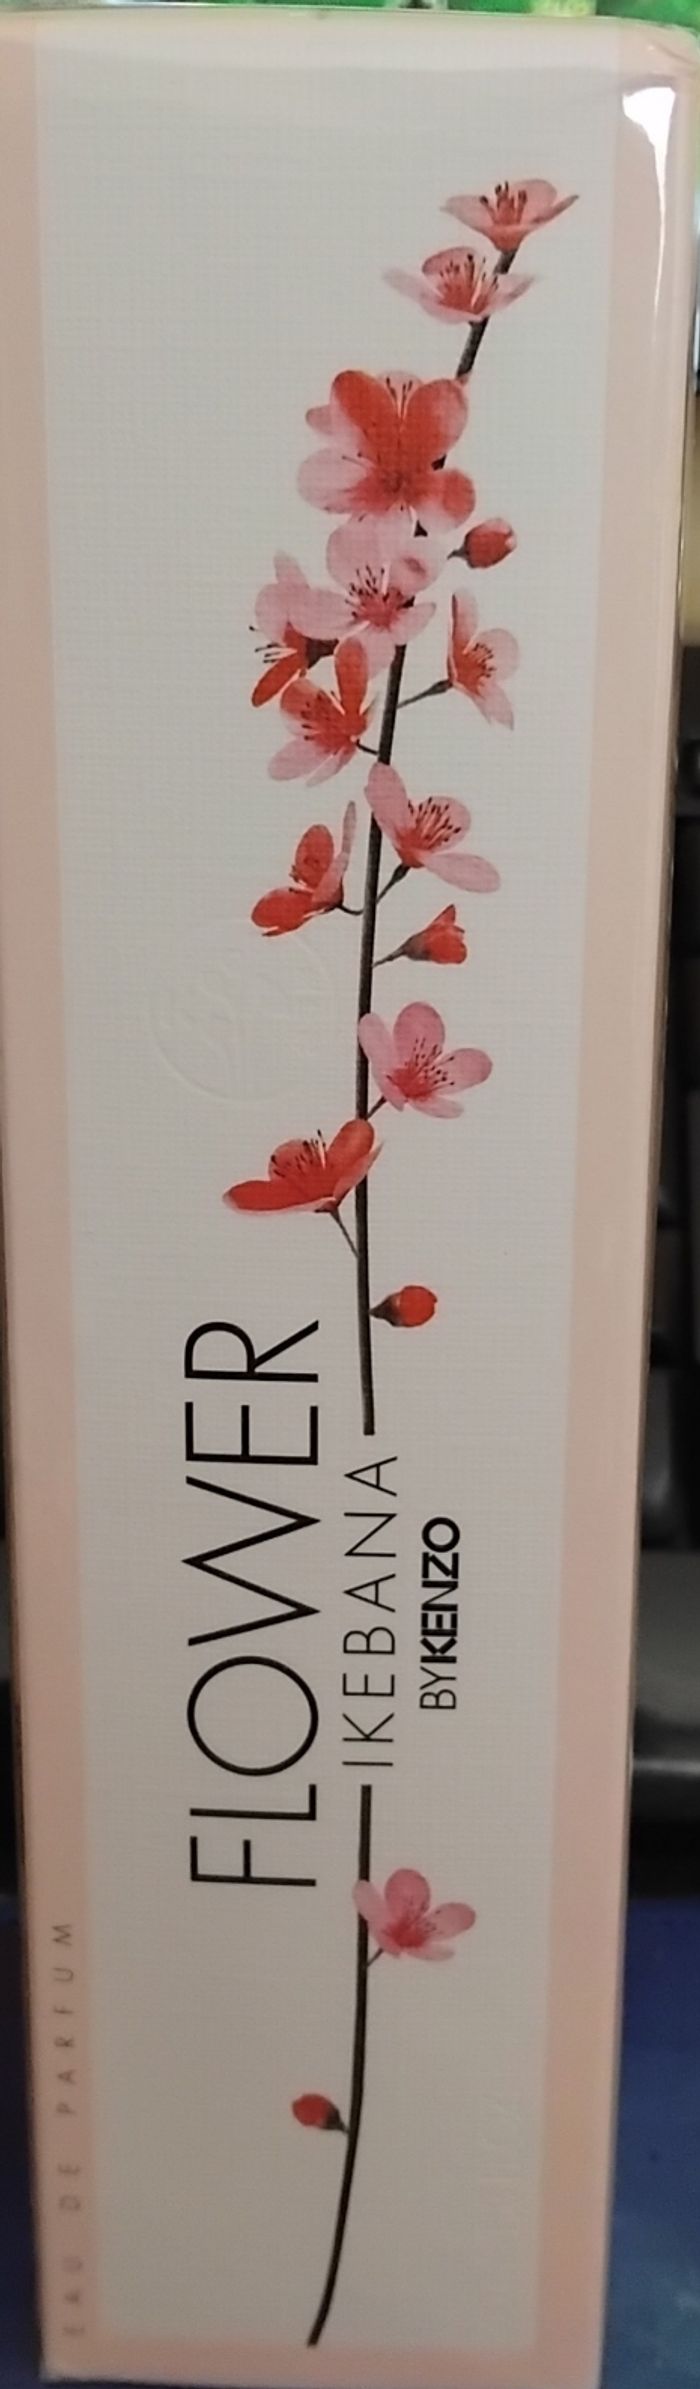 FLOWER
IKEBANA
BYKENZO
EAU DE PARFUM